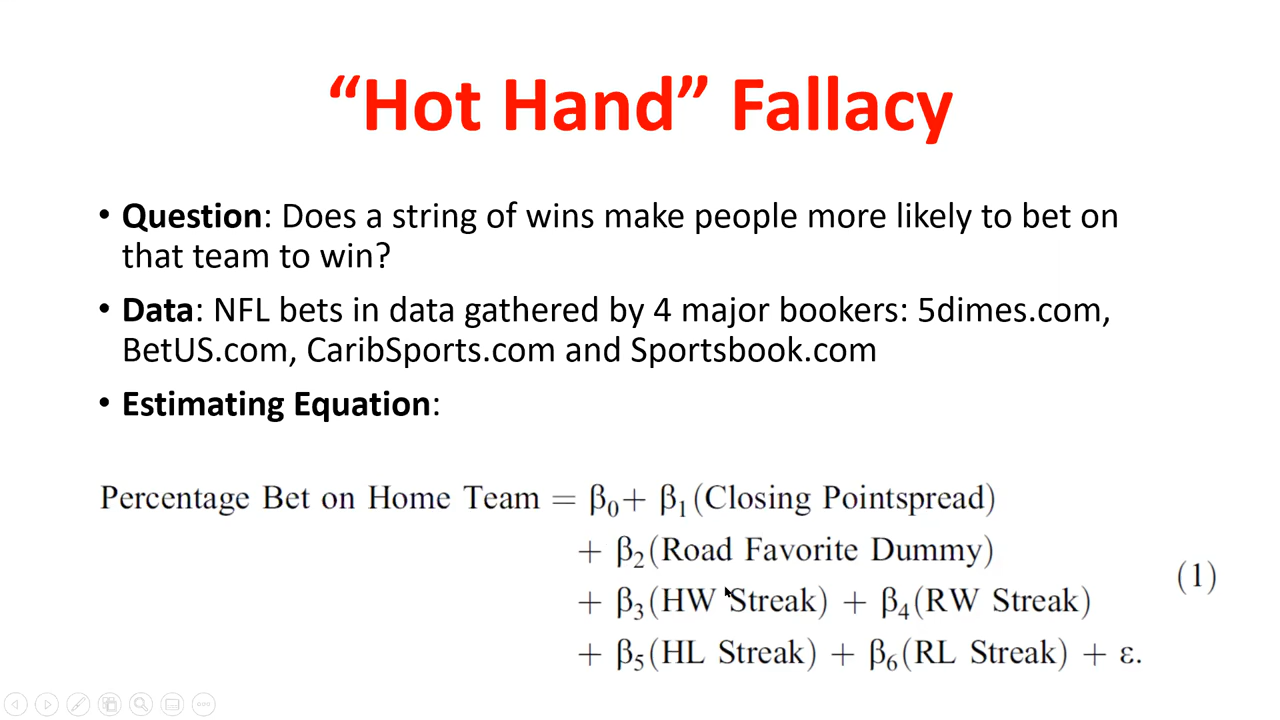 “Hot Hand” Fallacy
• Question: Does a string of wins make people more likely to bet on
that team to win?
• Data: NFL bets in data gathered by 4 major bookers: 5dimes.com,
BetUS.com, CaribSports.com and Sportsbook.com
• Estimating Equation:
Percentage Bet on Home Team = β₀+ β₁(Closing Pointspread)
+ β₂(Road Favorite Dummy)
+ β₃(HW Streak) + β₄(RW Streak)
(1)
+ β₅(HL Streak) + β₆(RL Streak) + ε.